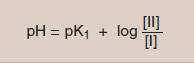 pH = pK₁ + log [II]/[I]